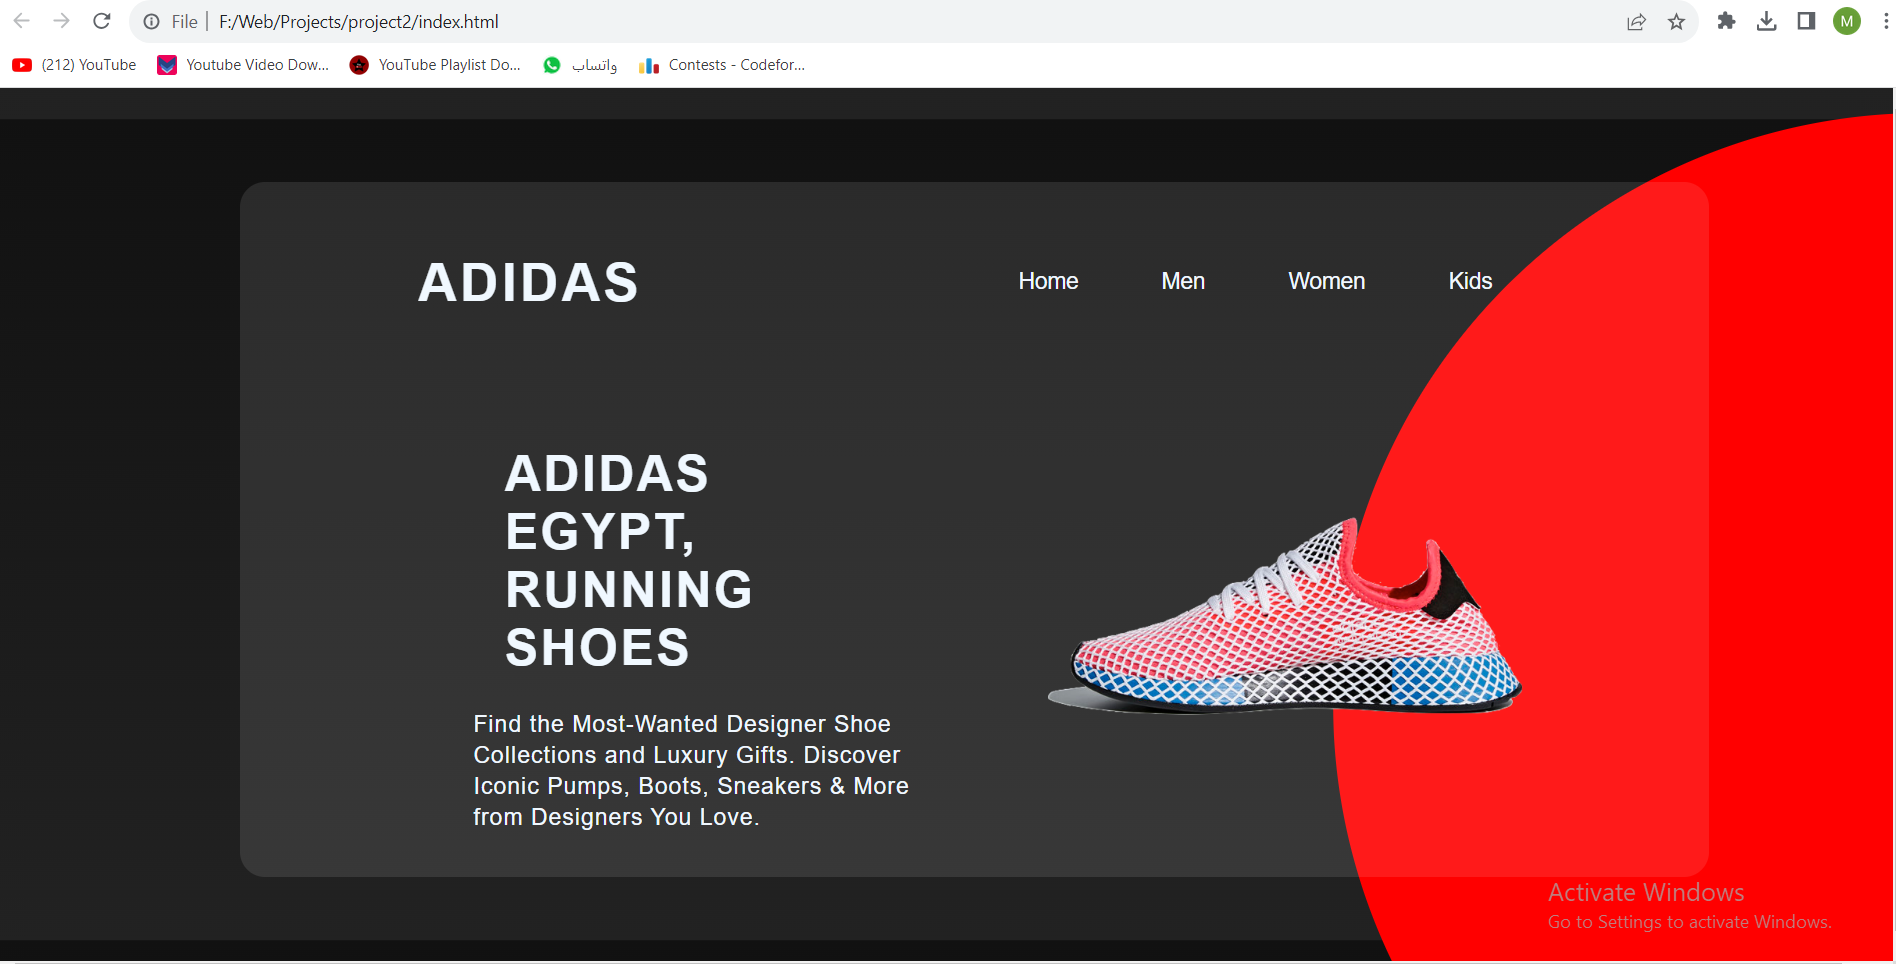 File | F:/Web/Projects/project2/index.html
M
(212) YouTube
Youtube Video Dow...
YouTube Playlist Do...
واتساب
Contests - Codefor...
ADIDAS
Home
Men
Women
Kids
ADIDAS
EGYPT,
RUNNING
SHOES
Find the Most-Wanted Designer Shoe
Collections and Luxury Gifts. Discover
Iconic Pumps, Boots, Sneakers & More
from Designers You Love.
Activate Windows
Go to Settings to activate Windows.